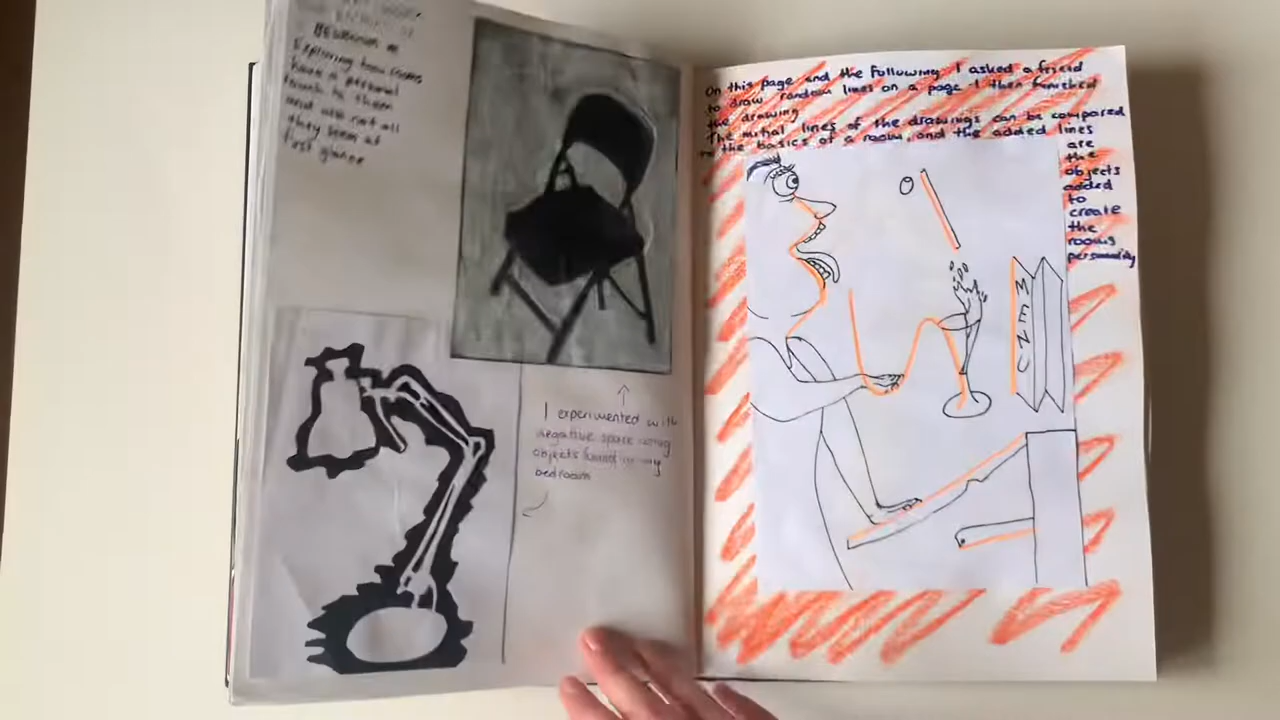 Exploring how rooms
have a personal
touch to them
and also not all
they seem at
first glance
I experimented with
negative space using
objects found in my
bedroom
On this page and the following I asked a friend
to draw random lines on a page I then finished
the drawing
The initial lines of the drawings can be compared
to the basics of a room, and the added lines
are
the
objects
added
to
create
the
rooms
personality
MENU